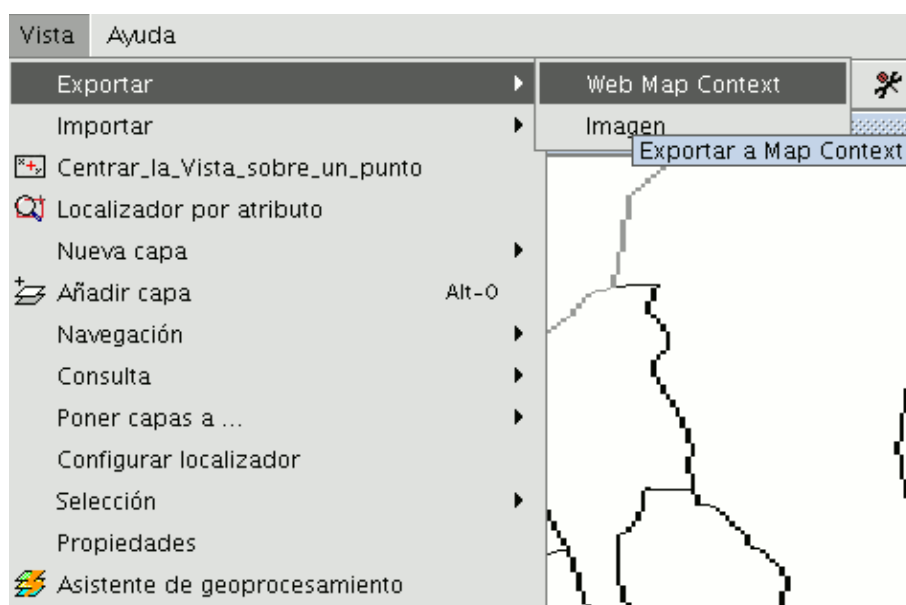 Vista Ayuda
Exportar
Web Map Context
Importar
Imagen
Exportar a Map Context
Centrar_la_Vista_sobre_un_punto
Localizador por atributo
Nueva capa
Añadir capa Alt-O
Navegación
Consulta
Poner capas a ...
Configurar localizador
Selección
Propiedades
Asistente de geoprocesamiento